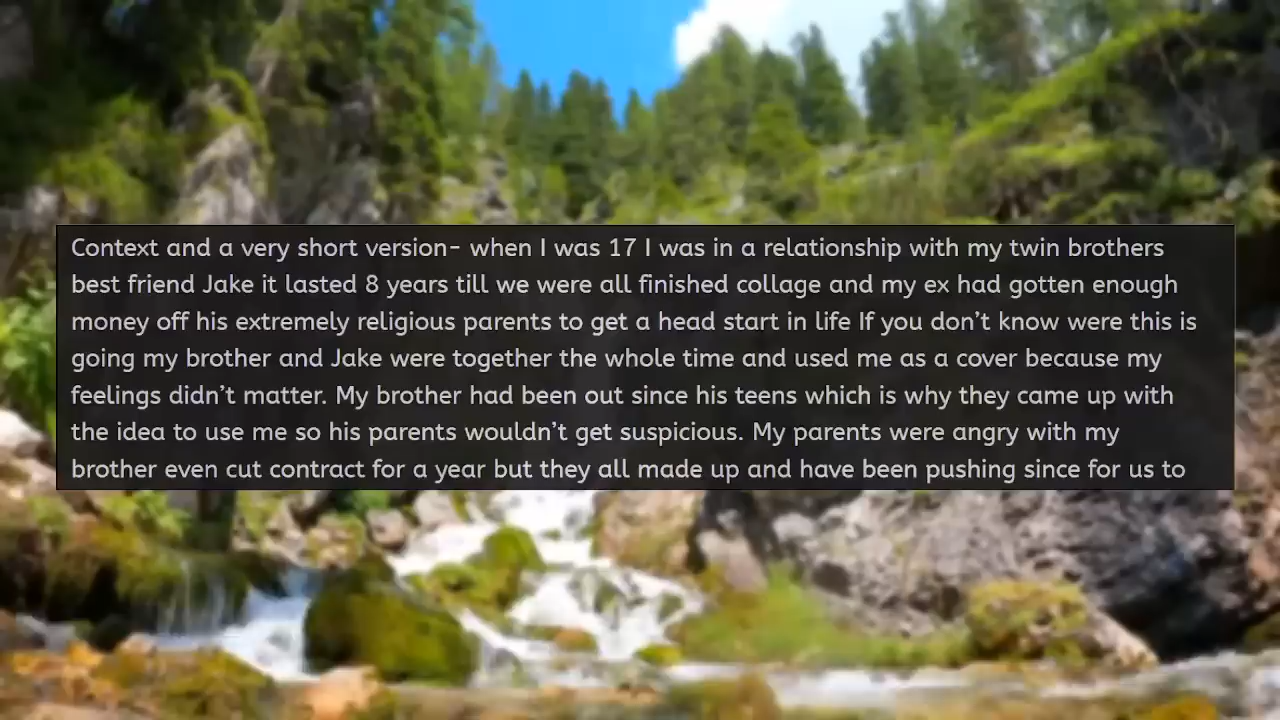 Context and a very short version- when I was 17 I was in a relationship with my twin brothers
best friend Jake it lasted 8 years till we were all finished collage and my ex had gotten enough
money off his extremely religious parents to get a head start in life If you don’t know were this is
going my brother and Jake were together the whole time and used me as a cover because my
feelings didn’t matter. My brother had been out since his teens which is why they came up with
the idea to use me so his parents wouldn’t get suspicious. My parents were angry with my
brother even cut contract for a year but they all made up and have been pushing since for us to